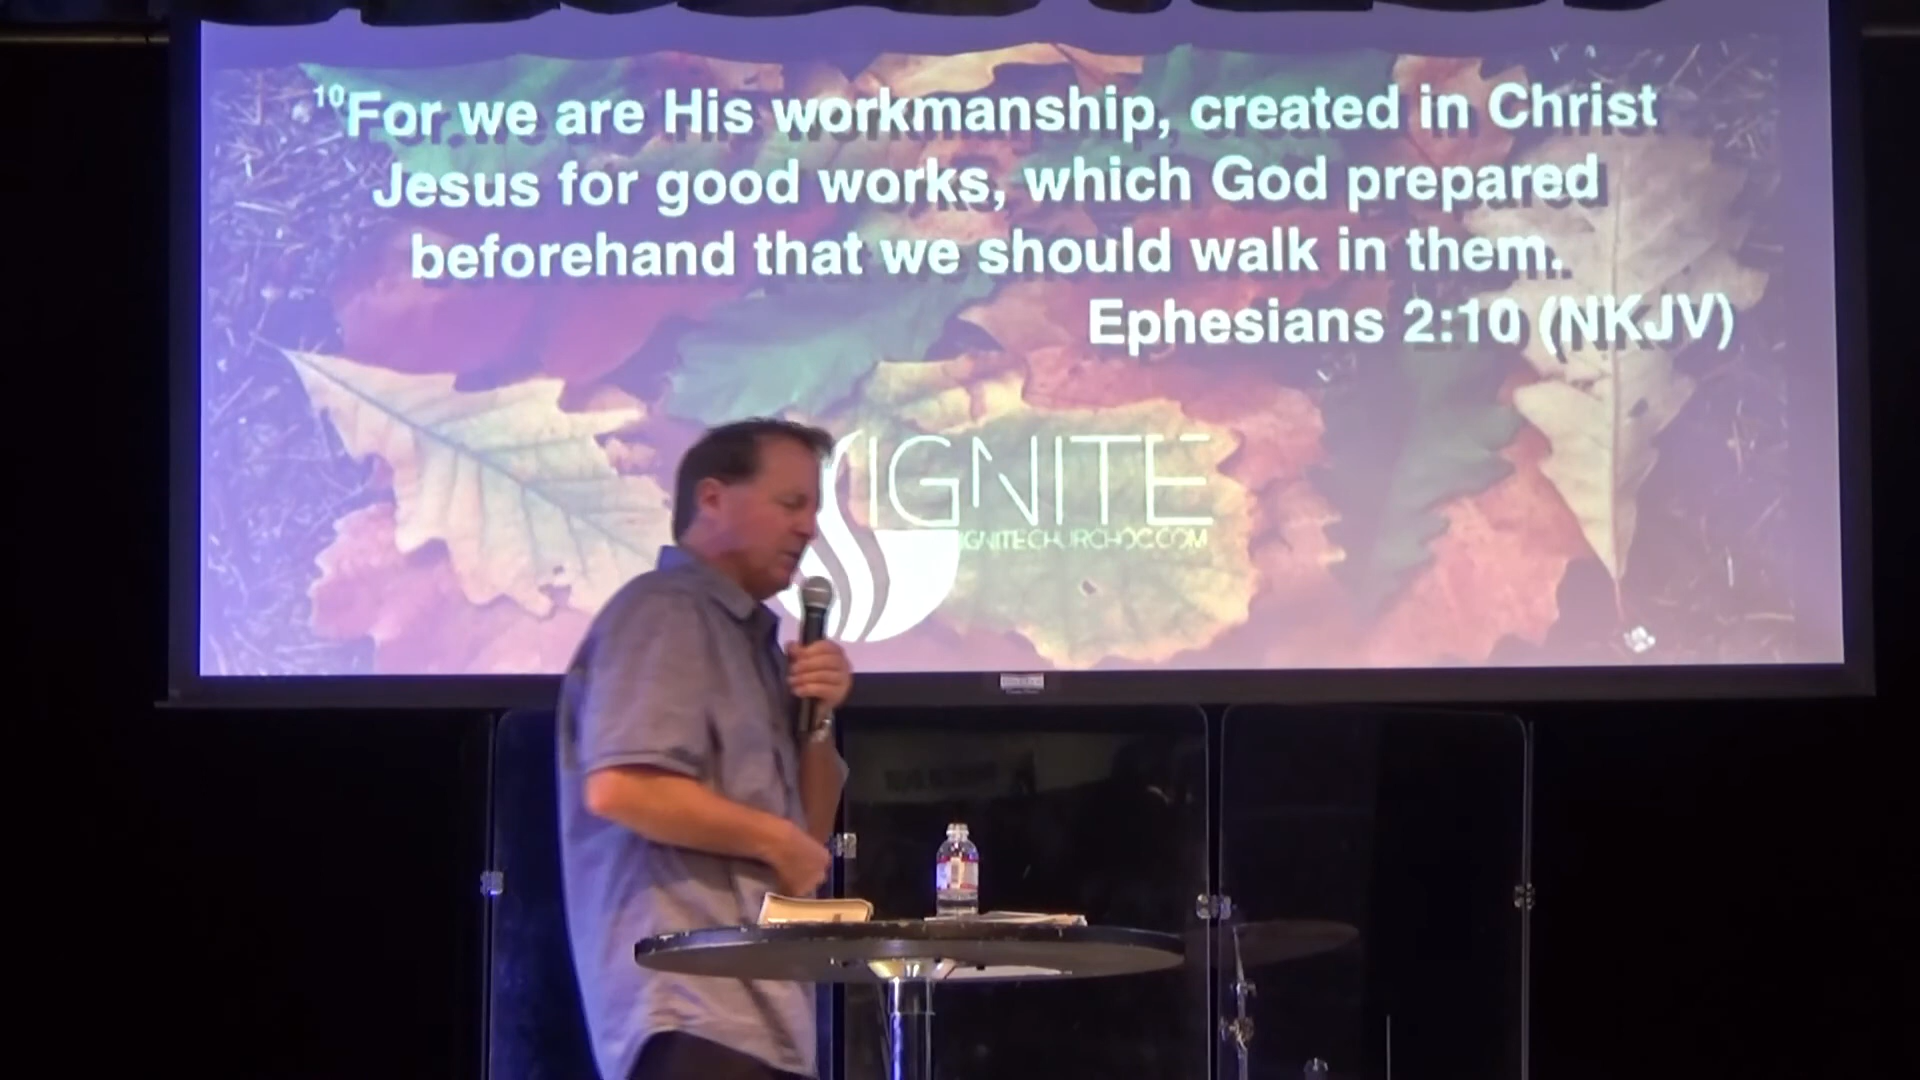 ¹⁰For we are His workmanship, created in Christ
Jesus for good works, which God prepared
beforehand that we should walk in them.
Ephesians 2:10 (NKJV)
IGNITE
IGNITECHURCHOC.COM